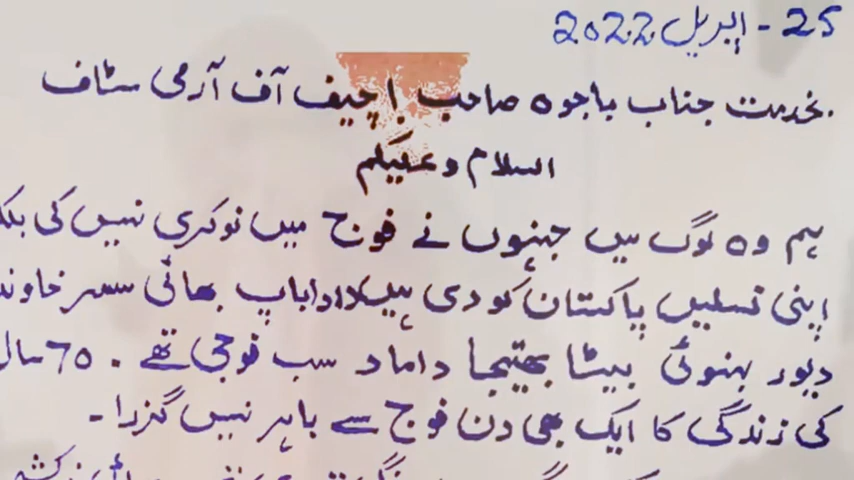 25 - اپریل 2022
بخدمت جناب باجوہ صاحب چیف آف آرمی سٹاف
السلام و علیکم
ہم وہ لوگ ہیں جنہوں نے فوج میں نوکری نہیں کی بلکہ
اپنی نسلیں پاکستان کو دی ہیں دادا باپ بھائی سسر خاوند
دیور بہنوئی بیٹا بھتیجا داماد سب فوجی تھے . 75 سال
کی زندگی کا ایک بھی دن فوج سے باہر نہیں گزرا -